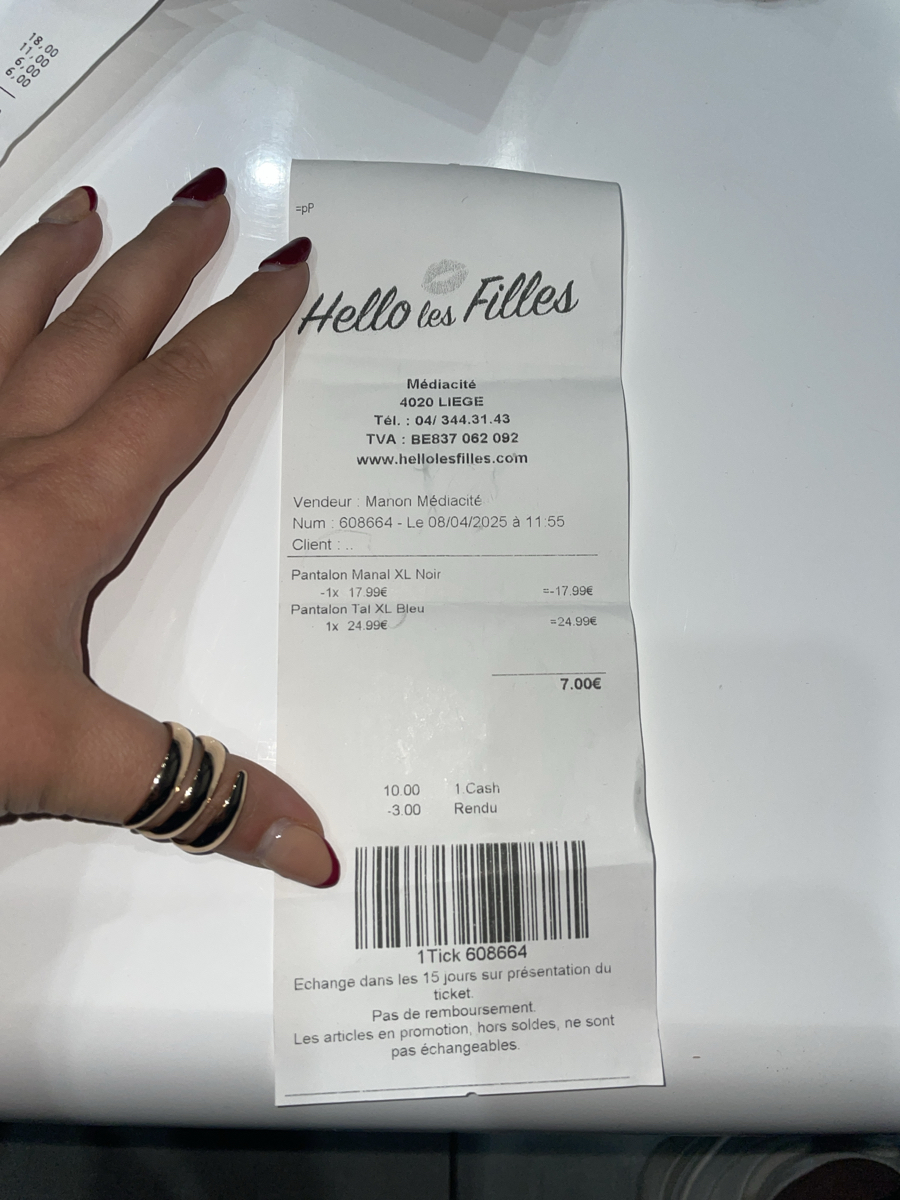 18,00
11,00
6,00
6,00
=pP
Hello les Filles
Médiacité
4020 LIEGE
Tél. : 04/ 344.31.43
TVA : BE837 062 092
www.hellolesfilles.com
Vendeur : Manon Médiacité
Num : 608664 - Le 08/04/2025 à 11:55
Client : ..
Pantalon Manal XL Noir
-1x 17.99€ =-17.99€
Pantalon Tal XL Bleu
1x 24.99€ =24.99€
7.00€
10.00 1.Cash
-3.00 Rendu
1Tick 608664
Echange dans les 15 jours sur présentation du
ticket.
Pas de remboursement.
Les articles en promotion, hors soldes, ne sont
pas échangeables.